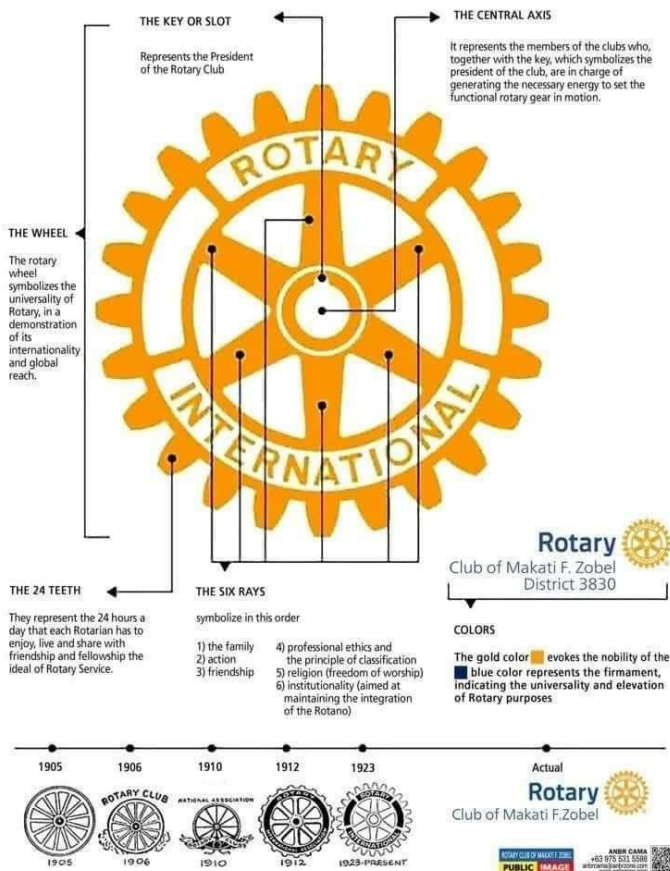 THE KEY OR SLOT
Represents the President
of the Rotary Club
THE CENTRAL AXIS
It represents the members of the clubs who,
together with the key, which symbolizes the
president of the club, are in charge of
generating the necessary energy to set the
functional rotary gear in motion.
ROTARY
INTERNATIONAL
THE WHEEL
The rotary
wheel
symbolizes the
universality of
Rotary, in a
demonstration
of its
internationality
and global
reach.
THE 24 TEETH
They represent the 24 hours a
day that each Rotarian has to
enjoy, live and share with
friendship and fellowship the
ideal of Rotary Service.
THE SIX RAYS
symbolize in this order
1) the family
2) action
3) friendship
4) professional ethics and
the principle of classification
5) religion (freedom of worship)
6) institutionality (aimed at
maintaining the integration
of the Rotano)
Rotary
Club of Makati F. Zobel
District 3830
COLORS
The gold color evokes the nobility of the
blue color represents the firmament,
indicating the universality and elevation
of Rotary purposes
1905
1906
1910
1912
1923
Actual
ROTARY CLUB
NATIONAL ASSOCIATION
ROTARY
ROTARY
INTERNATIONAL
1905
1906
1910
1912
1923-PRESENT
Rotary
Club of Makati F.Zobel
ROTARY CLUB OF MAKATI F. ZOBEL
PUBLIC IMAGE
ANBR CAMA
+63 975 531 5598